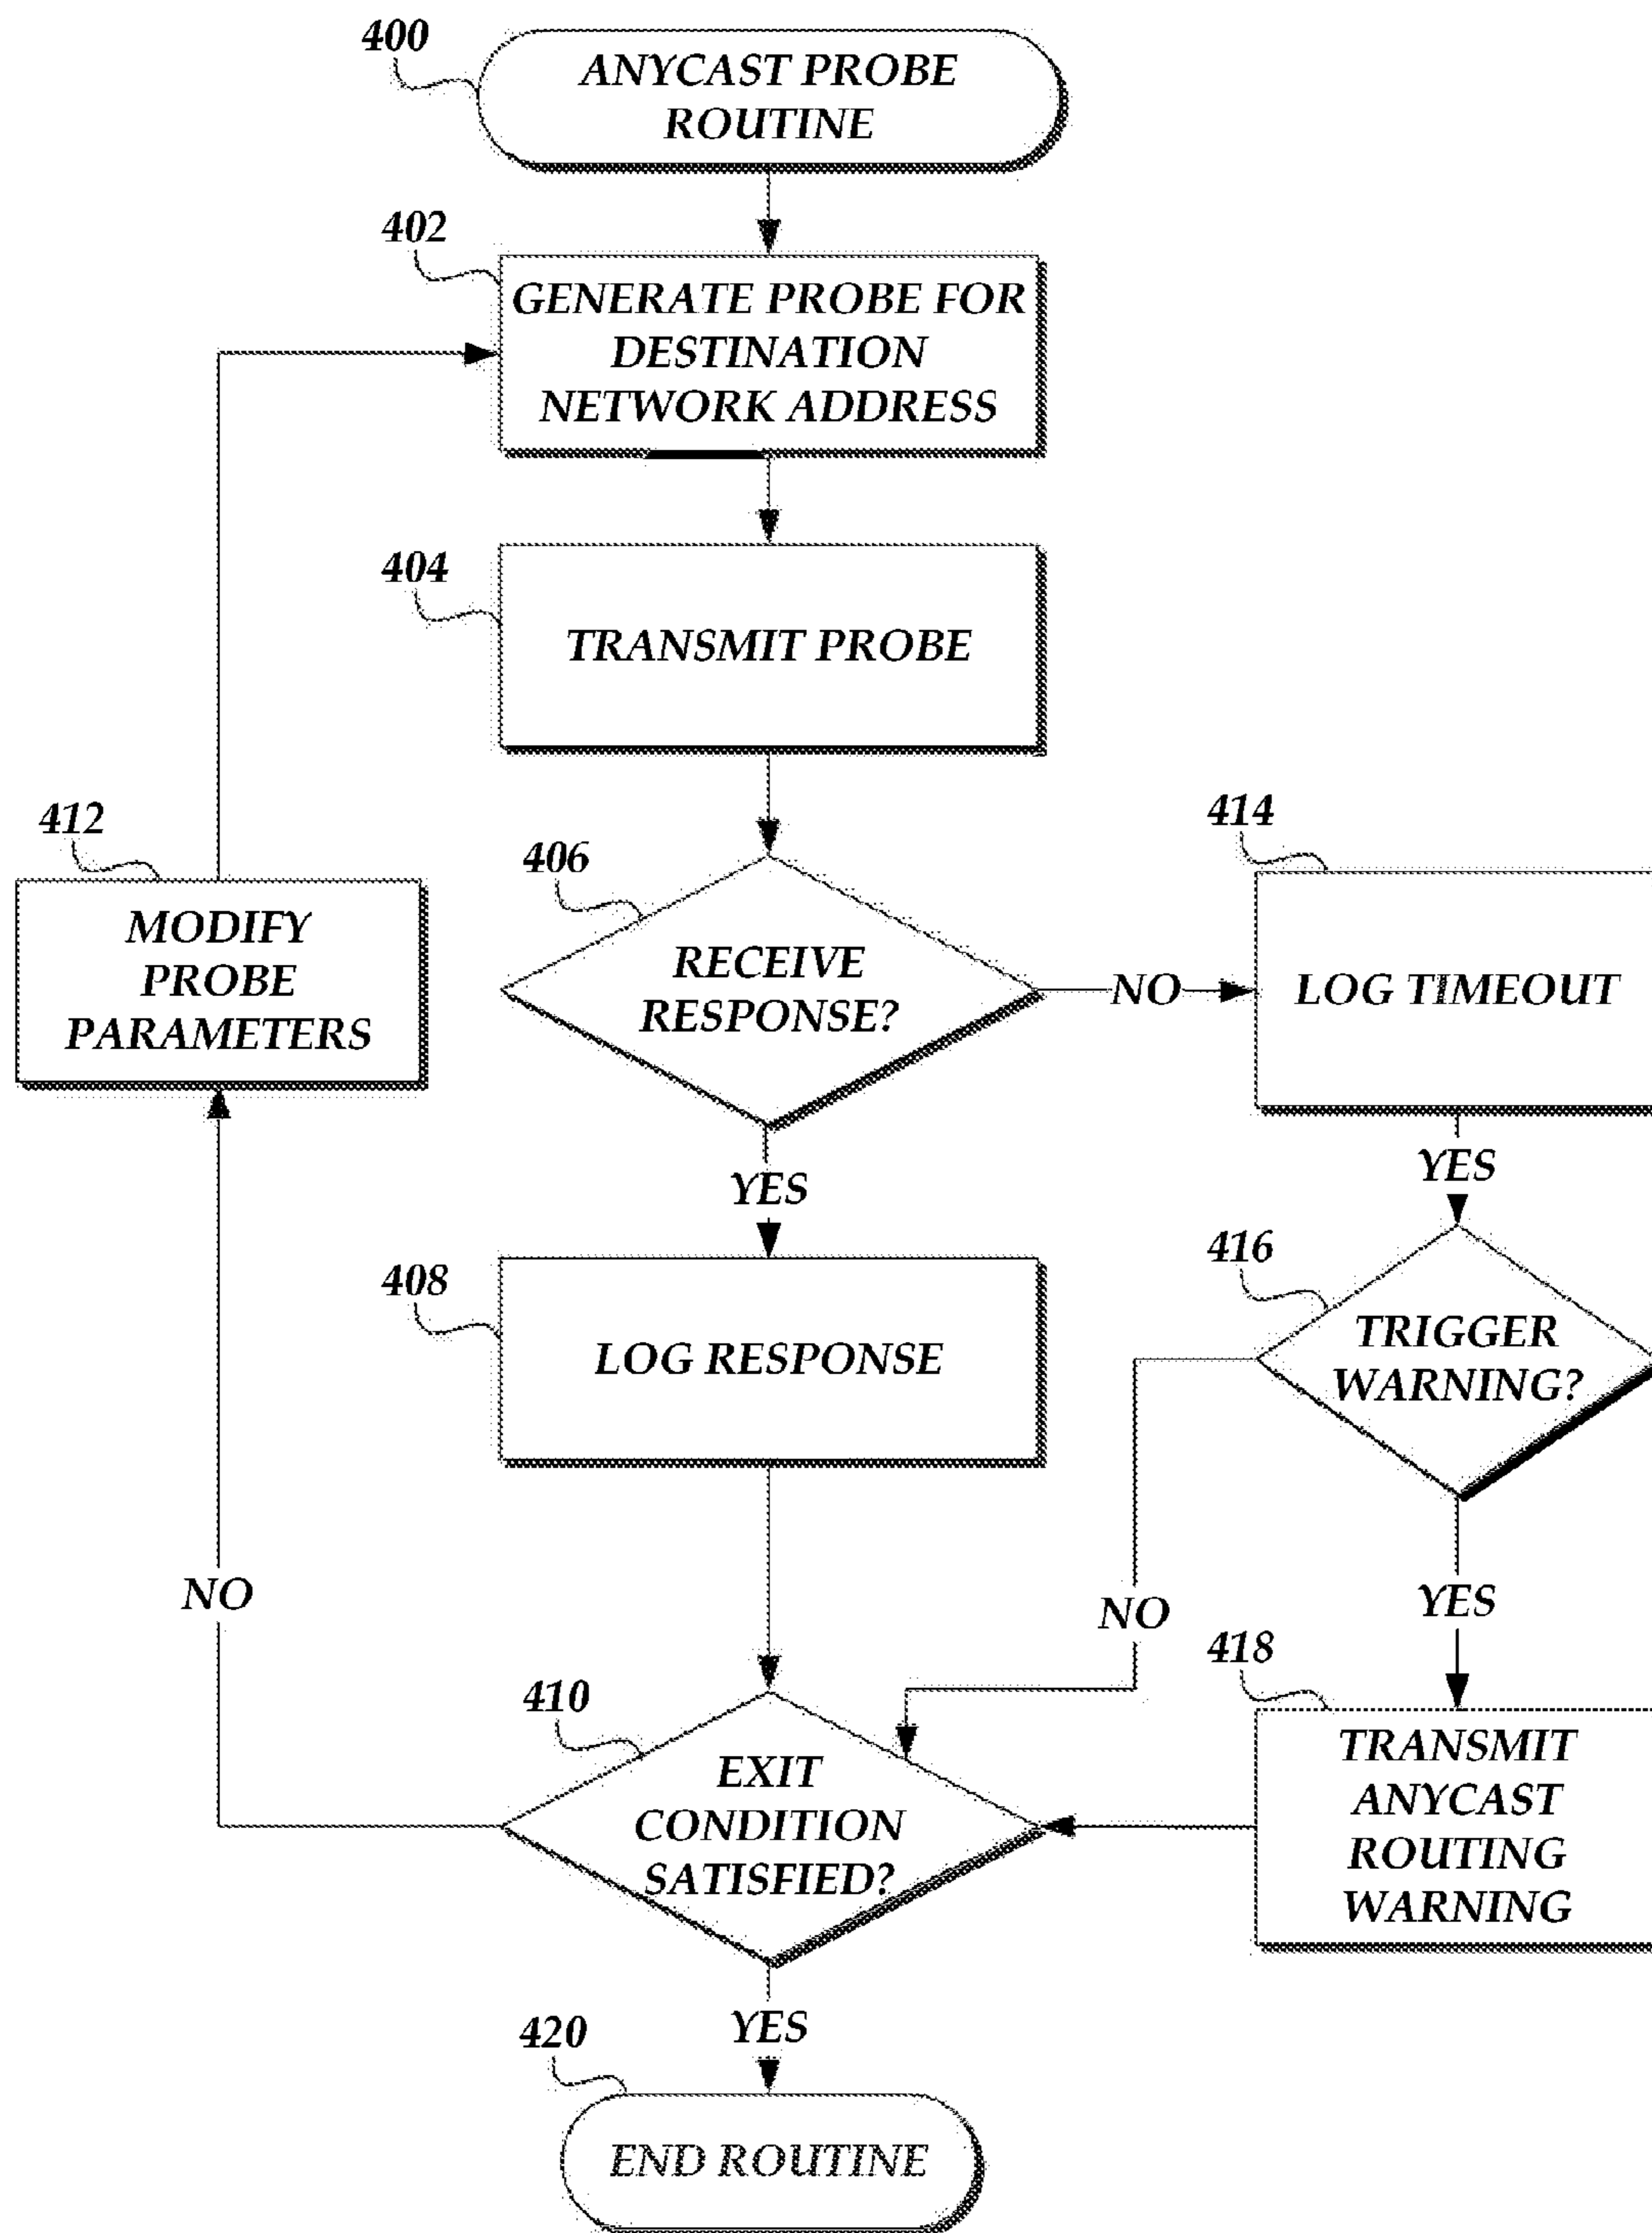 400
ANYCAST PROBE
ROUTINE
402
GENERATE PROBE FOR
DESTINATION
NETWORK ADDRESS
404
TRANSMIT PROBE
412
MODIFY
PROBE
PARAMETERS
406
RECEIVE
RESPONSE?
NO
414
LOG TIMEOUT
YES
YES
408
LOG RESPONSE
416
TRIGGER
WARNING?
NO
NO
YES
410
EXIT
CONDITION
SATISFIED?
418
TRANSMIT
ANYCAST
ROUTING
WARNING
YES
420
END ROUTINE